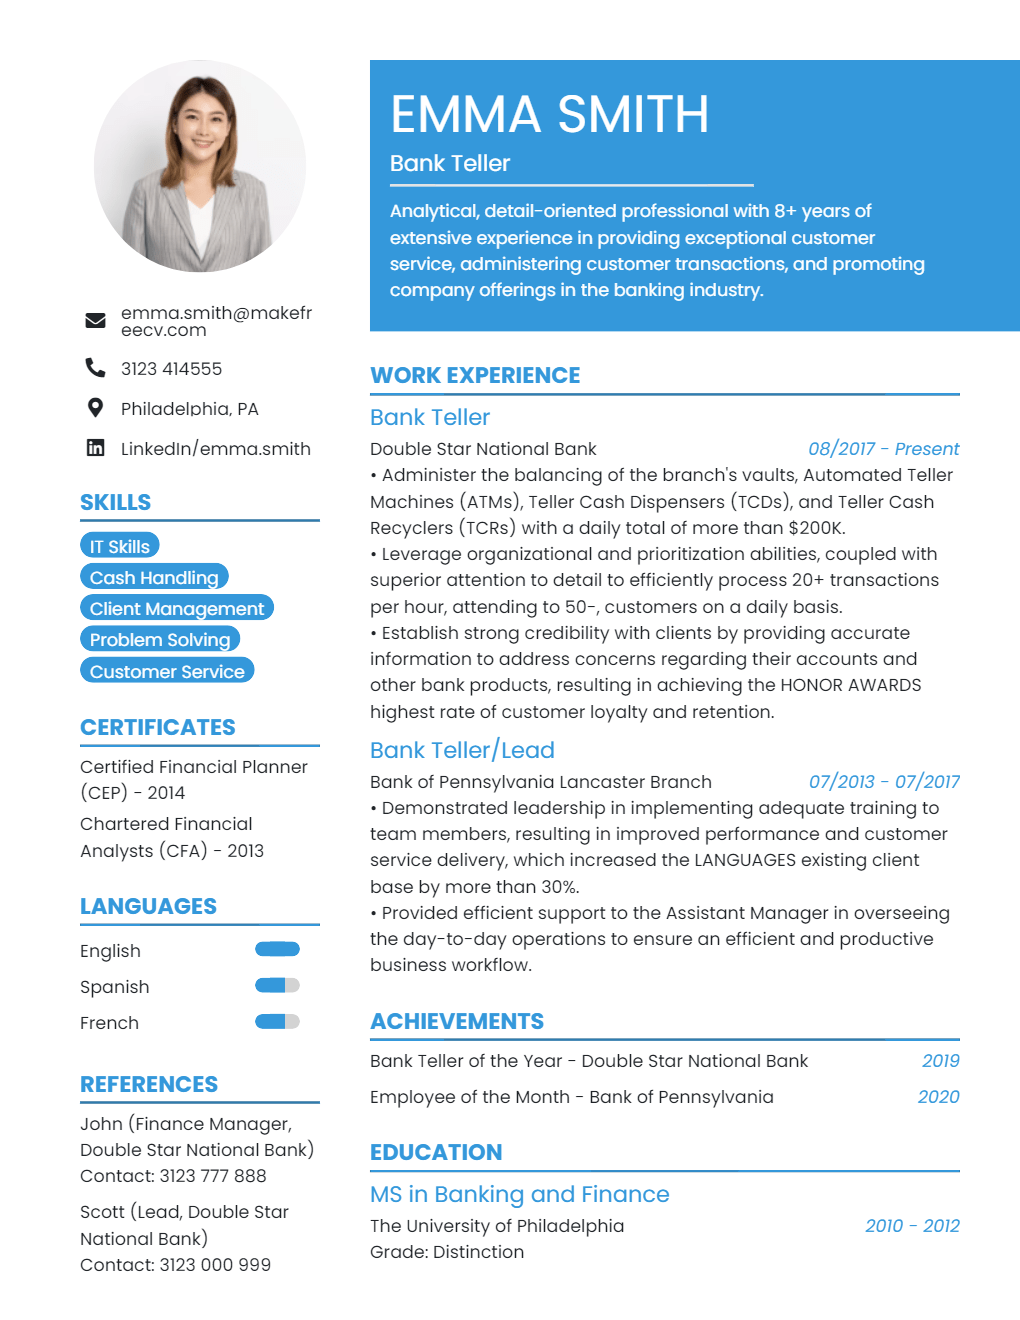 EMMA SMITH
Bank Teller
Analytical, detail-oriented professional with 8+ years of
extensive experience in providing exceptional customer
service, administering customer transactions, and promoting
company offerings in the banking industry.
emma.smith@makefr
eecv.com
3123 414555
Philadelphia, PA
LinkedIn/emma.smith
SKILLS
IT Skills
Cash Handling
Client Management
Problem Solving
Customer Service
CERTIFICATES
Certified Financial Planner
(CEP) - 2014
Chartered Financial
Analysts (CFA) - 2013
LANGUAGES
English
Spanish
French
REFERENCES
John (Finance Manager,
Double Star National Bank)
Contact: 3123 777 888
Scott (Lead, Double Star
National Bank)
Contact: 3123 000 999
WORK EXPERIENCE
Bank Teller
Double Star National Bank 08/2017 - Present
• Administer the balancing of the branch's vaults, Automated Teller
Machines (ATMs), Teller Cash Dispensers (TCDs), and Teller Cash
Recyclers (TCRs) with a daily total of more than $200K.
• Leverage organizational and prioritization abilities, coupled with
superior attention to detail to efficiently process 20+ transactions
per hour, attending to 50-, customers on a daily basis.
• Establish strong credibility with clients by providing accurate
information to address concerns regarding their accounts and
other bank products, resulting in achieving the HONOR AWARDS
highest rate of customer loyalty and retention.
Bank Teller/Lead
Bank of Pennsylvania Lancaster Branch 07/2013 - 07/2017
• Demonstrated leadership in implementing adequate training to
team members, resulting in improved performance and customer
service delivery, which increased the LANGUAGES existing client
base by more than 30%.
• Provided efficient support to the Assistant Manager in overseeing
the day-to-day operations to ensure an efficient and productive
business workflow.
ACHIEVEMENTS
Bank Teller of the Year - Double Star National Bank 2019
Employee of the Month - Bank of Pennsylvania 2020
EDUCATION
MS in Banking and Finance
The University of Philadelphia 2010 - 2012
Grade: Distinction